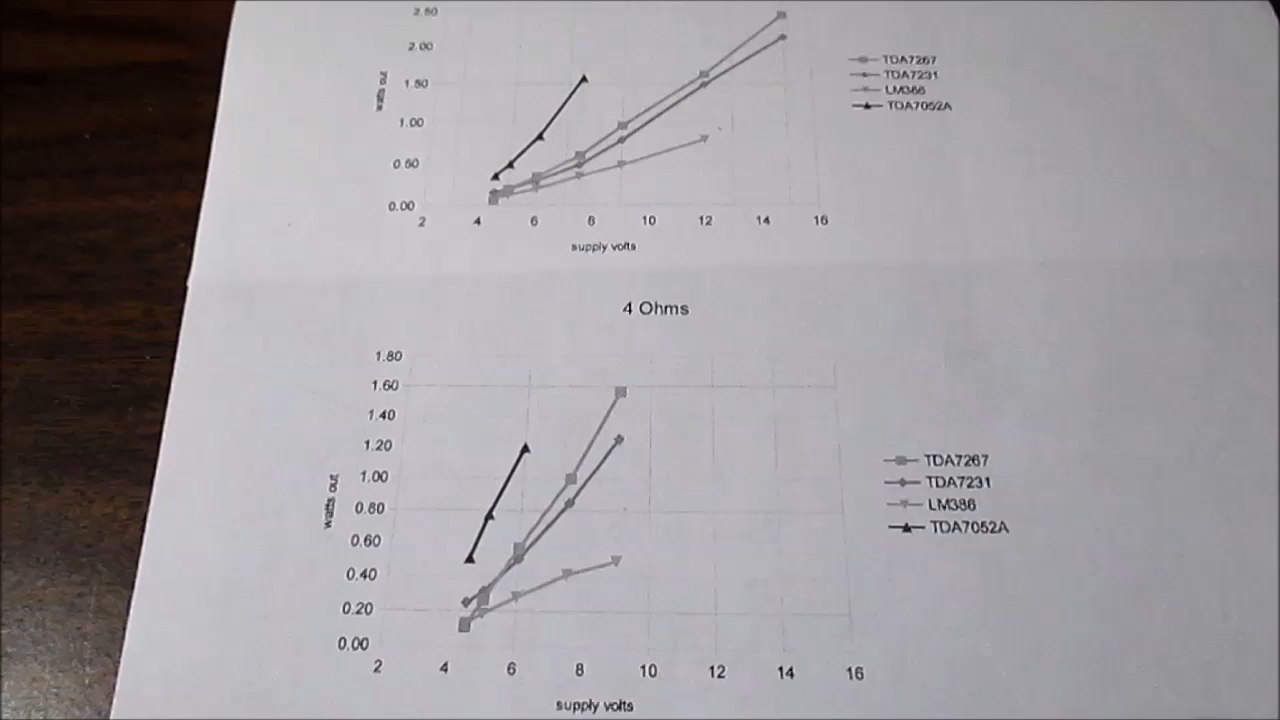 2.50
2.00
1.50
1.00
0.50
0.00
watts out
2 4 6 8 10 12 14 16
supply volts
TDA7267
TDA7231
LM386
TDA7052A
4 Ohms
1.80
1.60
1.40
1.20
1.00
0.80
0.60
0.40
0.20
0.00
watts out
2 4 6 8 10 12 14 16
supply volts
TDA7267
TDA7231
LM386
TDA7052A